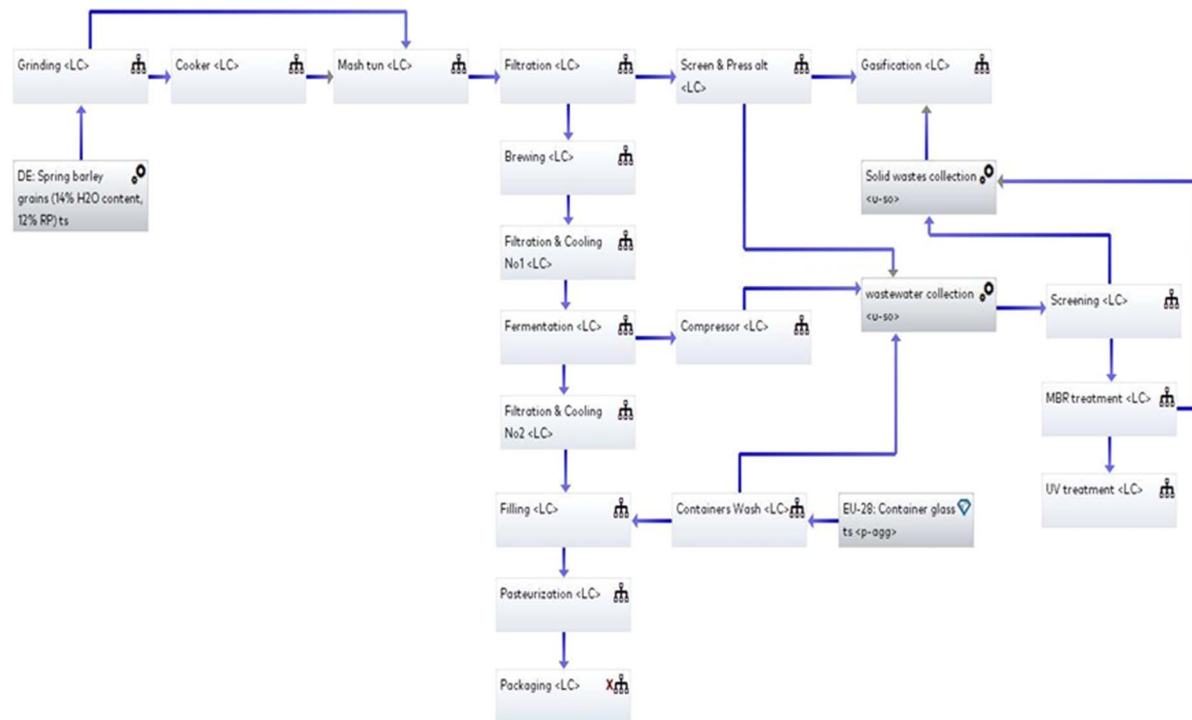 Grinding <LC>
Cooker <LC>
Mash tun <LC>
Filtration <LC>
Screen & Press alt
<LC>
Gasification <LC>
DE: Spring barley
grains (14% H2O content,
12% RP) ts
Brewing <LC>
Solid wastes collection
<u-so>
Filtration & Cooling
No1 <LC>
wastewater collection
<u-so>
Screening <LC>
Fermentation <LC>
Compressor <LC>
Filtration & Cooling
No2 <LC>
MBR treatment <LC>
UV treatment <LC>
Filling <LC>
Containers Wash <LC>
EU-28: Container glass
ts <p-agg>
Pasteurization <LC>
Packaging <LC>
X